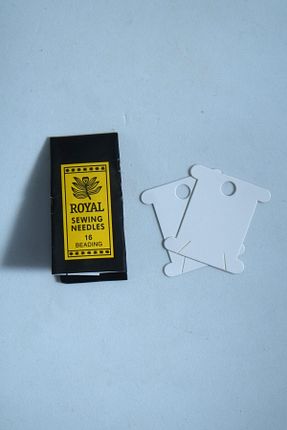 ROYAL
SEWING
NEEDLES
16
BEADING